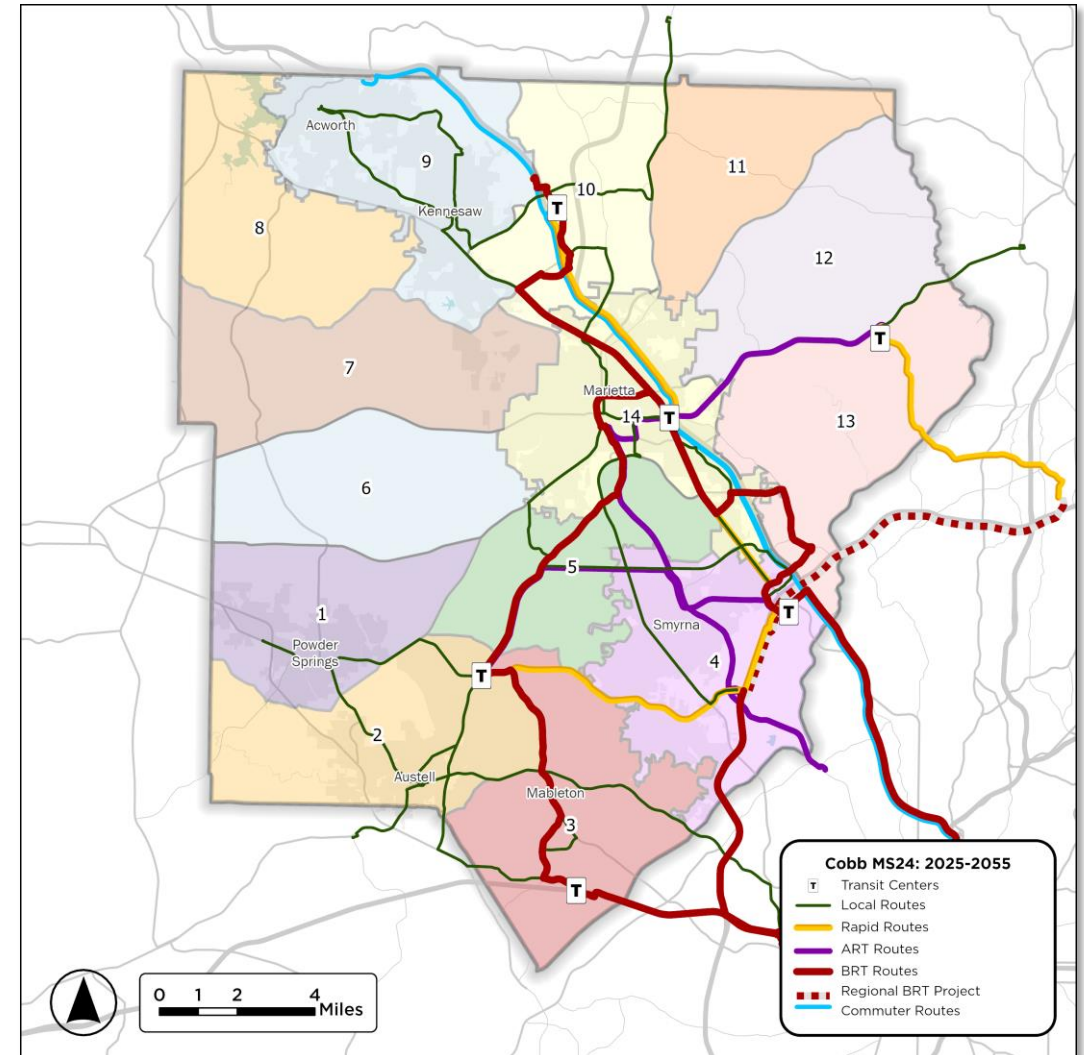 Acworth
9
10
11
Kennesaw
8
12
7
Marietta
14
13
6
5
1
Smyrna
Powder
Springs
4
2
Austell
Mableton
3
Cobb MS24: 2025-2055
T Transit Centers
Local Routes
Rapid Routes
ART Routes
BRT Routes
Regional BRT Project
Commuter Routes
0 1 2 4
Miles
T
T
T
T
T
T